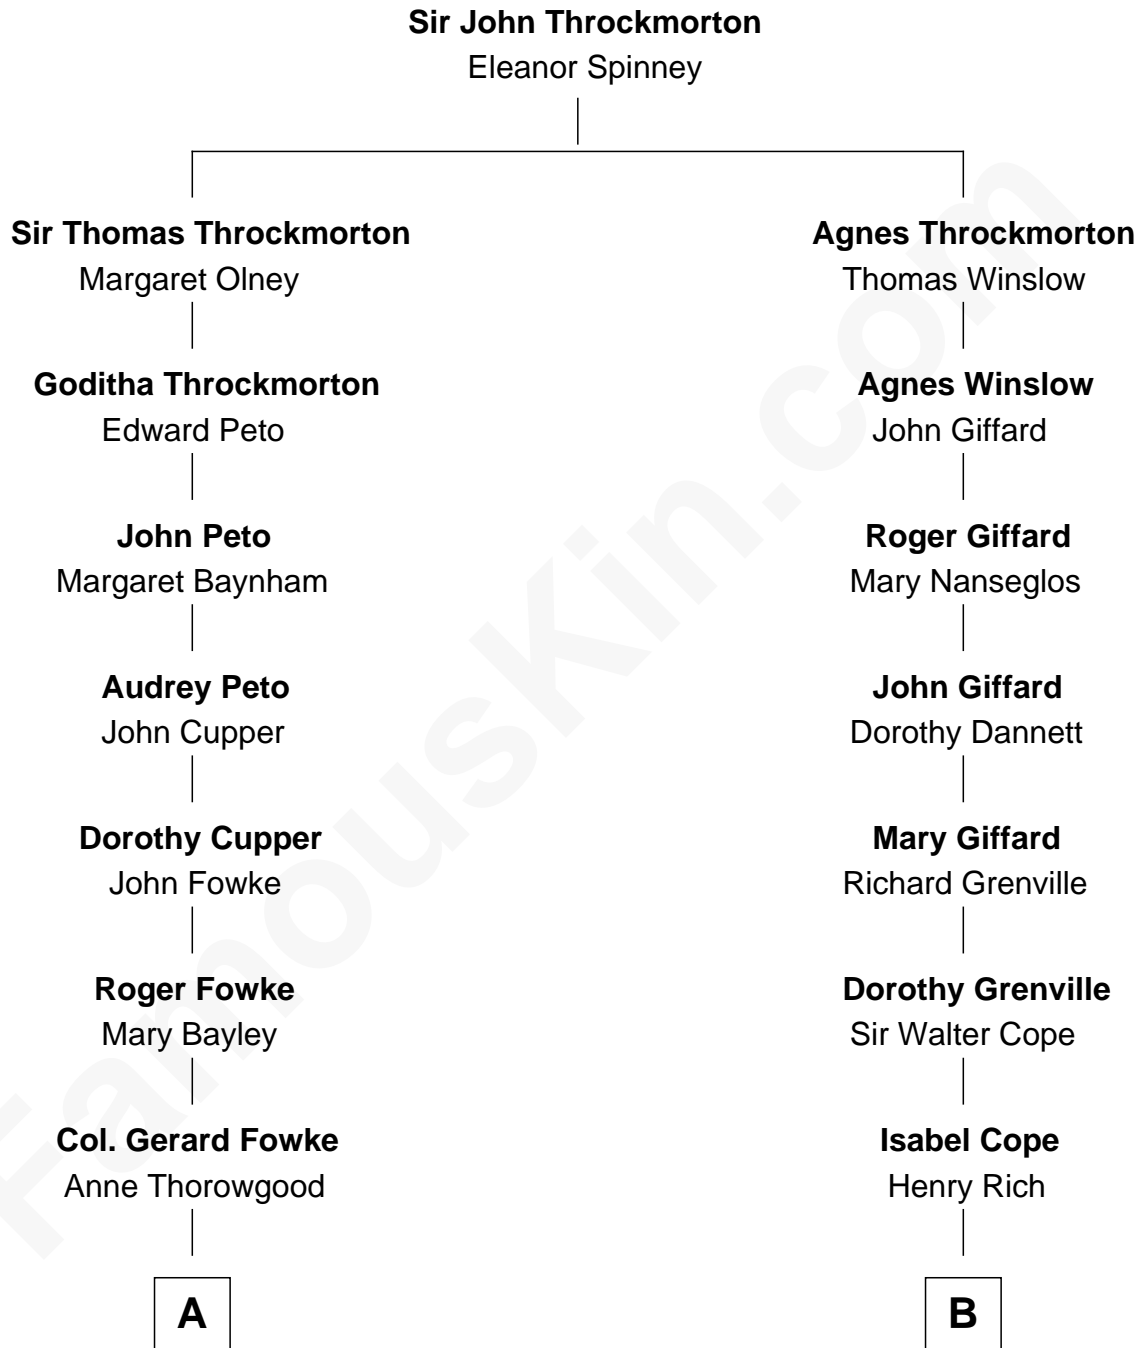 Sir John Throckmorton
Eleanor Spinney
Sir Thomas Throckmorton
Margaret Olney
Goditha Throckmorton
Edward Peto
John Peto
Margaret Baynham
Audrey Peto
John Cupper
Dorothy Cupper
John Fowke
Roger Fowke
Mary Bayley
Col. Gerard Fowke
Anne Thorowgood
A
Agnes Throckmorton
Thomas Winslow
Agnes Winslow
John Giffard
Roger Giffard
Mary Nanseglos
John Giffard
Dorothy Dannett
Mary Giffard
Richard Grenville
Dorothy Grenville
Sir Walter Cope
Isabel Cope
Henry Rich
B
FamousKin.com